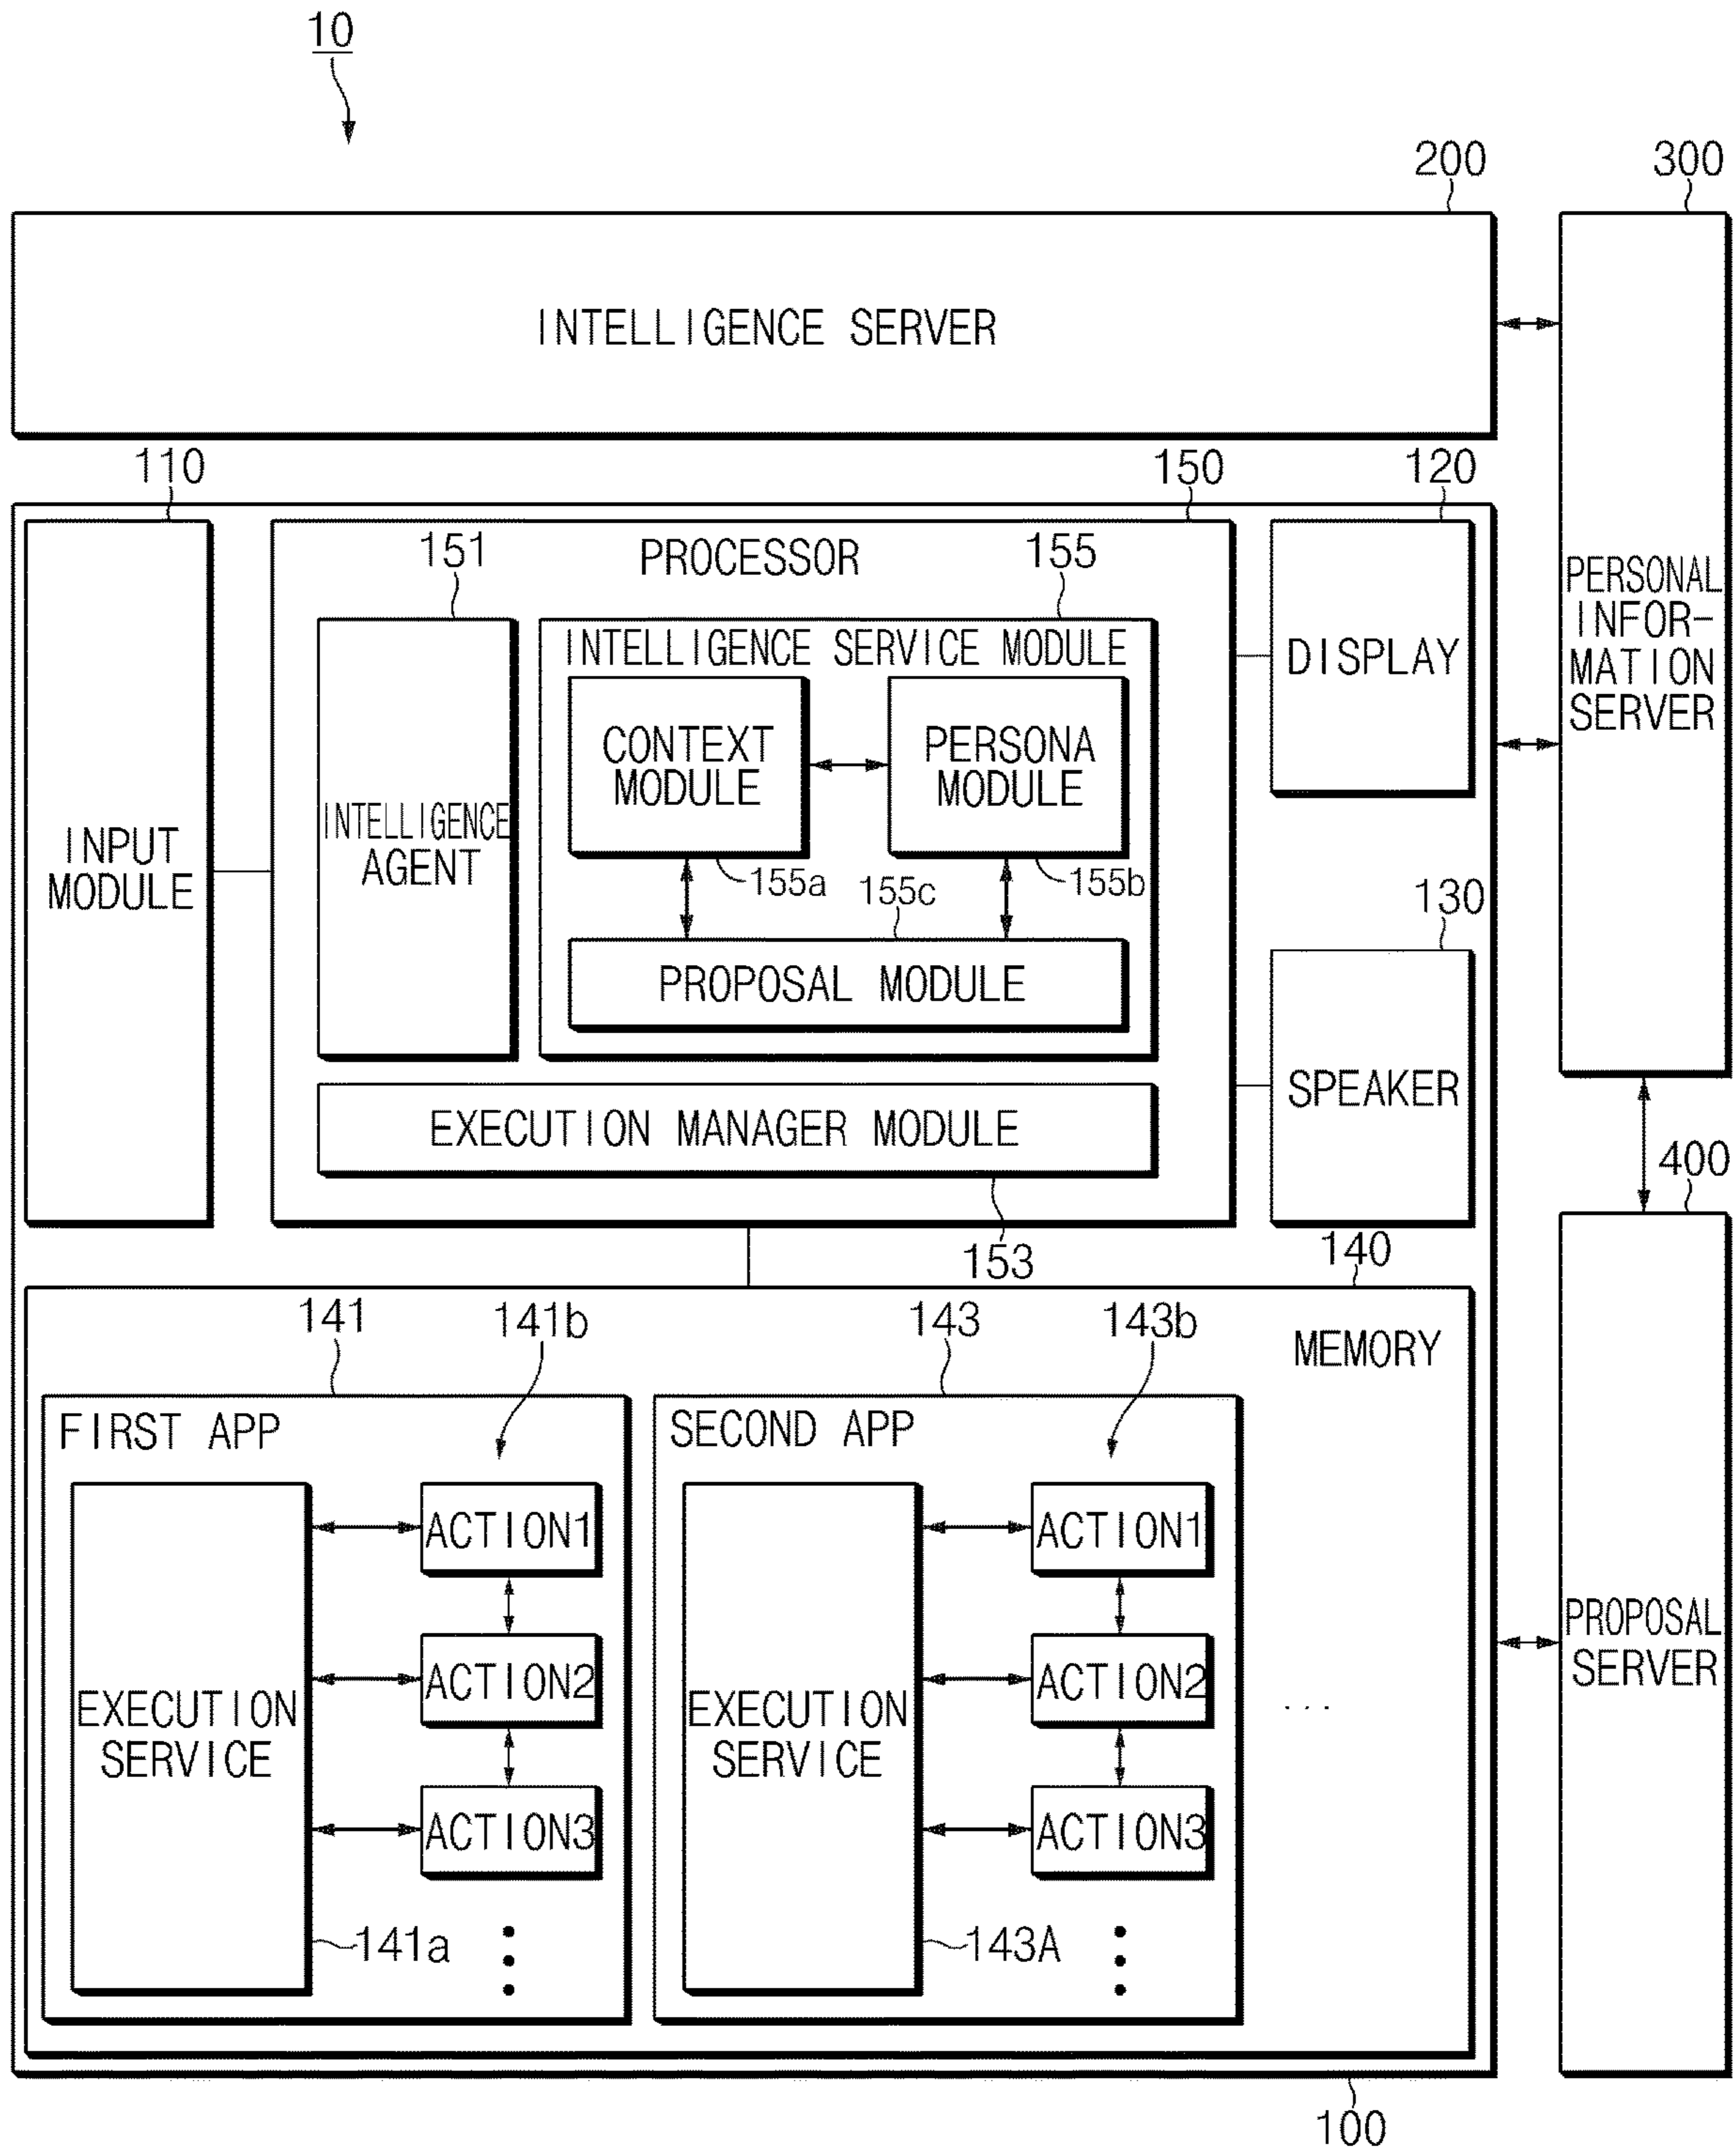 10
200
300
INTELLIGENCE SERVER
110
150
120
151
PROCESSOR
155
PERSONAL
INFOR-
MATION
SERVER
INTELLIGENCE SERVICE MODULE
DISPLAY
CONTEXT
MODULE
PERSONA
MODULE
INPUT
MODULE
INTELLIGENCE
AGENT
155a
155b
155c
130
PROPOSAL MODULE
SPEAKER
EXECUTION MANAGER MODULE
400
153
140
141
141b
143
143b
MEMORY
FIRST APP
SECOND APP
ACTION1
ACTION1
EXECUTION
SERVICE
ACTION2
EXECUTION
SERVICE
ACTION2
...
PROPOSAL
SERVER
ACTION3
ACTION3
141a
143A
100